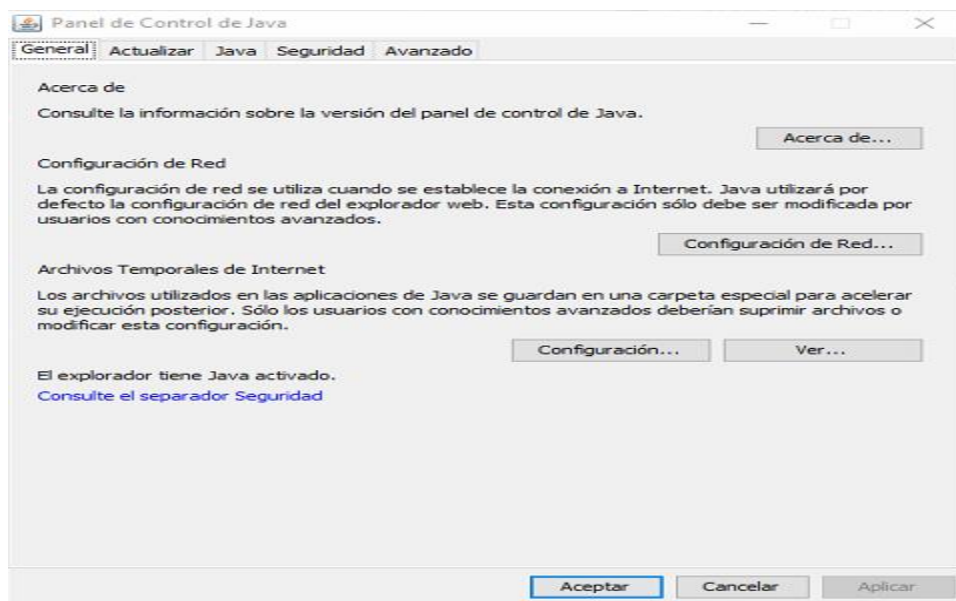 Panel de Control de Java
General Actualizar Java Seguridad Avanzado
Acerca de
Consulte la información sobre la versión del panel de control de Java.
Acerca de...
Configuración de Red
La configuración de red se utiliza cuando se establece la conexión a Internet. Java utilizará por
defecto la configuración de red del explorador web. Esta configuración sólo debe ser modificada por
usuarios con conocimientos avanzados.
Configuración de Red...
Archivos Temporales de Internet
Los archivos utilizados en las aplicaciones de Java se guardan en una carpeta especial para acelerar
su ejecución posterior. Sólo los usuarios con conocimientos avanzados deberían suprimir archivos o
modificar esta configuración.
Configuración... Ver...
El explorador tiene Java activado.
Consulte el separador Seguridad
Aceptar Cancelar Aplicar